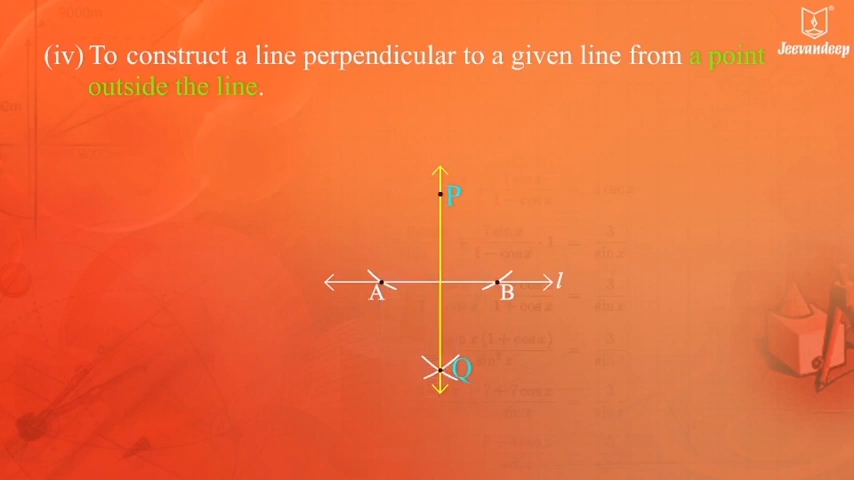 Jeevandeep
(iv) To construct a line perpendicular to a given line from a point
outside the line.
P
l
A
B
Q